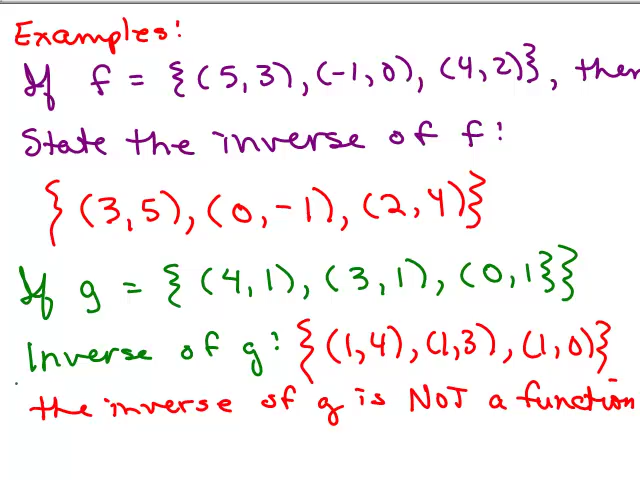 Examples:
If f = {(5,3), (-1,0), (4,2)}, then
State the inverse of f:
{(3,5), (0,-1), (2,4)}
If g = {(4,1), (3,1), (0,1}}
Inverse of g: {(1,4), (1,3), (1,0)}
the inverse of g is NOT a function